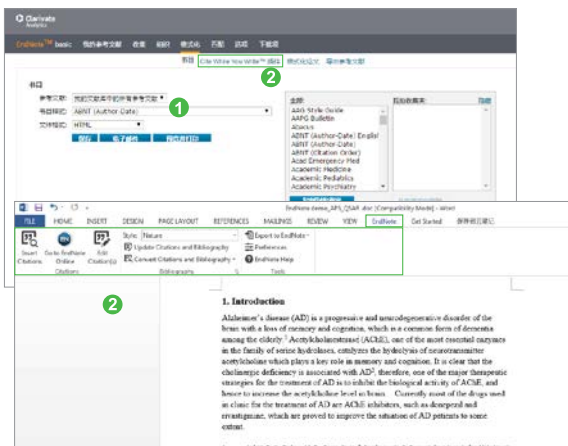 Clarivate
Analytics
EndNote™ basic 我的参考文献 收集 组织 格式化 匹配 选项 下载项
书目 Cite While You Write™ 插件 格式化论文 导出参考文献
2
书目
参考文献: 我的文献库中的所有参考文献
1
书目样式: ABNT (Author-Date)
文件格式: HTML
保存 电子邮件 预览并打印
全部: 我的收藏夹: 隐藏
AAG Style Guide
AAPG Bulletin
Abacus
ABNT (Author-Date) Englisl
ABNT (Author-Date)
ABNT (Citation Order)
Acad Emergency Med
Academic Medicine
Academic Pediatrics
Academic Psychiatry
EndNote demo_AP1_QSAR .doc [Compatibility Mode] - Word
FILE HOME INSERT DESIGN PAGE LAYOUT REFERENCES MAILINGS REVIEW VIEW EndNote Get Started
Insert Citations Go to EndNote Online Edit Citation(s) Style: Nature Export to EndNote
Update Citations and Bibliography Preferences
Convert Citations and Bibliography EndNote Help
Citations Bibliography Tools
2
1. Introduction
Alzheimer's disease (AD) is a progressive and neurodegenerative disorder of the
brain with a loss of memory and cognition, which is a common form of dementia
among the elderly.¹ Acetylcholinesterase (AChE), one of the most essential enzymes
in the family of serine hydrolases, catalyzes the hydrolysis of neurotransmitter
acetylcholine which plays a key role in memory and cognition. It is clear that the
cholinergic deficiency is associated with AD², therefore, one of the major therapeutic
strategies for the treatment of AD is to inhibit the biological activity of AChE, and
hence to increase the acetylcholine level in brain. Currently most of the drugs used
in clinic for the treatment of AD are AChE inhibitors, such as donepezil and
rivastigmine, which are proved to improve the situation of AD patients to some
extent.